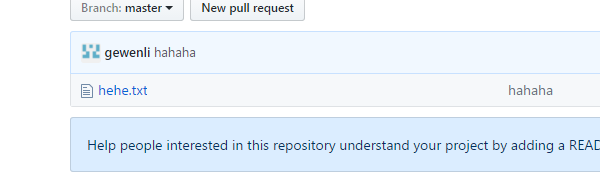 Branch: master New pull request
gewenli hahaha
hehe.txt hahaha
Help people interested in this repository understand your project by adding a READ